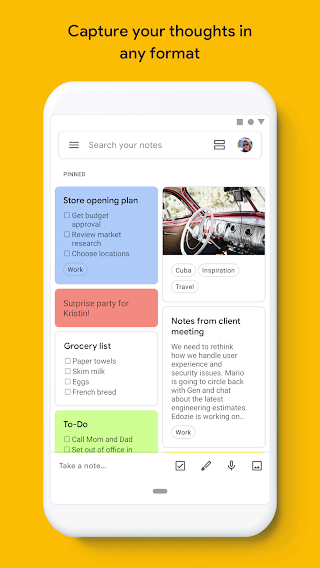 Capture your thoughts in
any format
Search your notes
PINNED
Store opening plan
Get budget
approval
Review market
research
Choose locations
Work
Surprise party for
Kristin!
Grocery list
Paper towels
Skim milk
Eggs
French bread
To-Do
Call Mom and Dad
Set out of office in
Cuba
Inspiration
Travel
Notes from client
meeting
We need to rethink
how we handle user
experience and
security issues. Mario
is going to circle back
with Gen and chat
about the latest
engineering estimates.
Edozie is working on...
Work
Take a note...